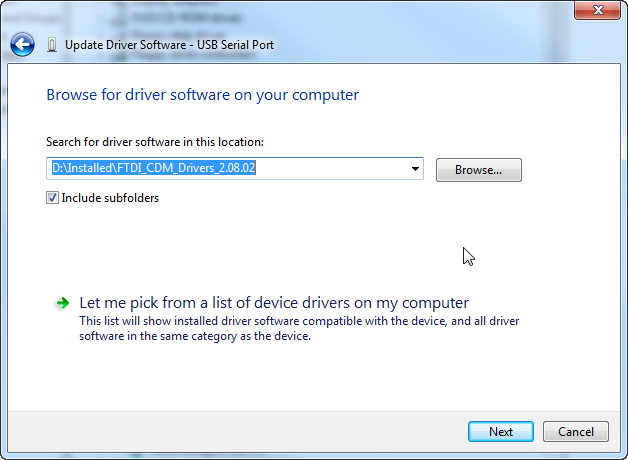 Update Driver Software - USB Serial Port
Browse for driver software on your computer
Search for driver software in this location:
D:\Installed\FTDI_CDM_Drivers_2.08.02
Browse...
Include subfolders
Let me pick from a list of device drivers on my computer
This list will show installed driver software compatible with the device, and all driver
software in the same category as the device.
Next
Cancel